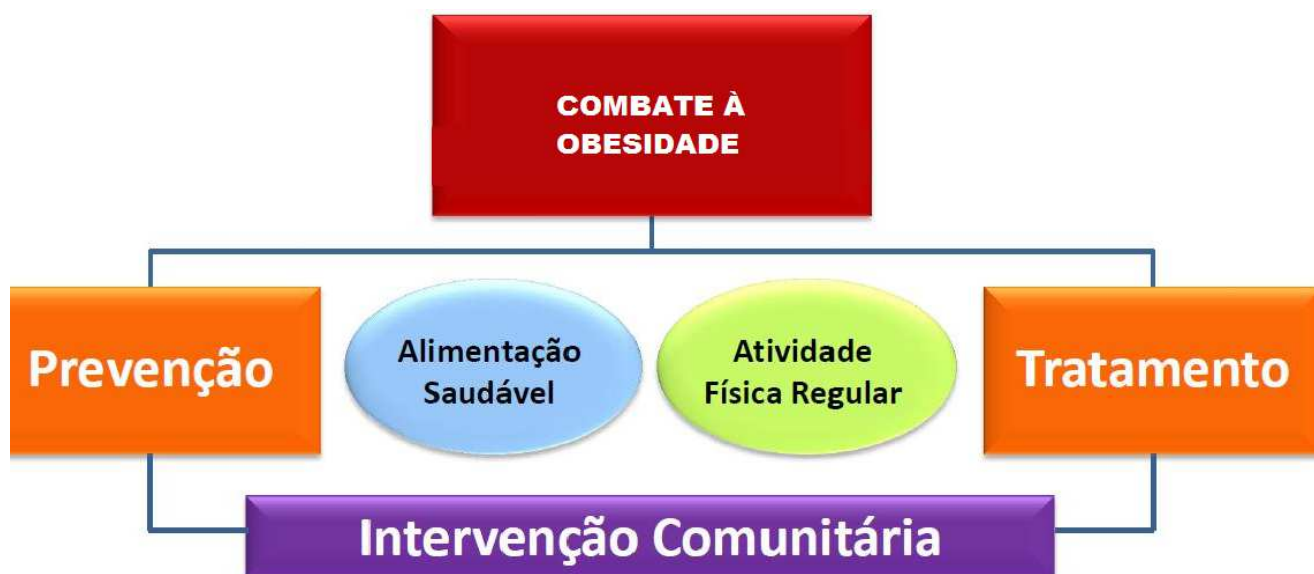 COMBATE À
OBESIDADE
Prevenção
Alimentação
Saudável
Atividade
Física Regular
Tratamento
Intervenção Comunitária